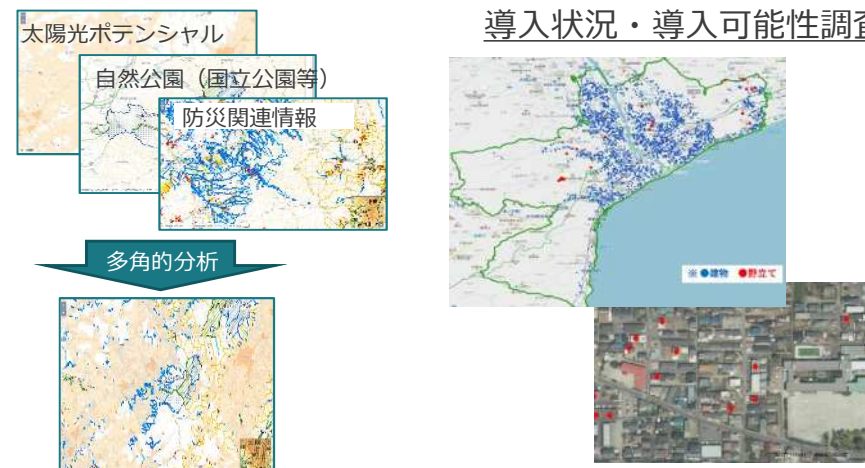 太陽光ポテンシャル
自然公園（国立公園等）
防災関連情報
多角的分析
導入状況・導入可能性調査
※ ●建物 ●野立て